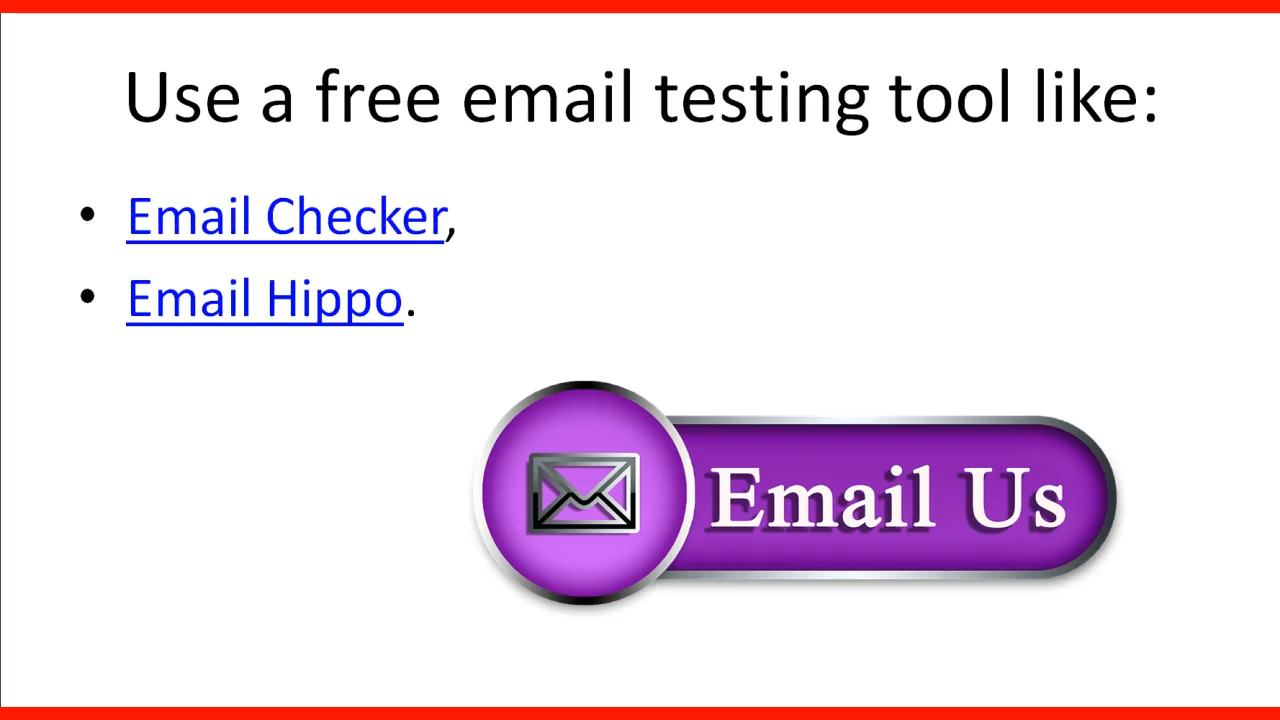 Use a free email testing tool like:
• Email Checker,
• Email Hippo.
Email Us